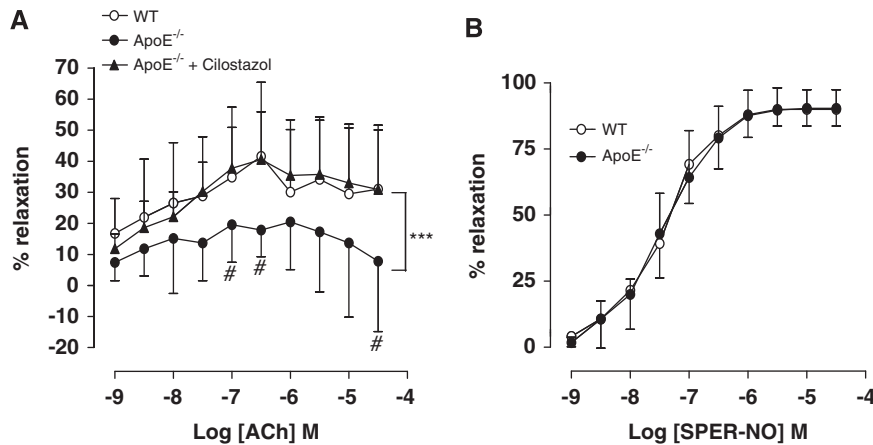 A
WT
ApoE-/-
ApoE-/- + Cilostazol
70
60
50
40
30
20
10
0
-10
-20
% relaxation
***
#
#
#
-9
-8
-7
-6
-5
-4
Log [ACh] M
B
WT
ApoE-/-
100
75
50
25
0
% relaxation
-9
-8
-7
-6
-5
-4
Log [SPER-NO] M